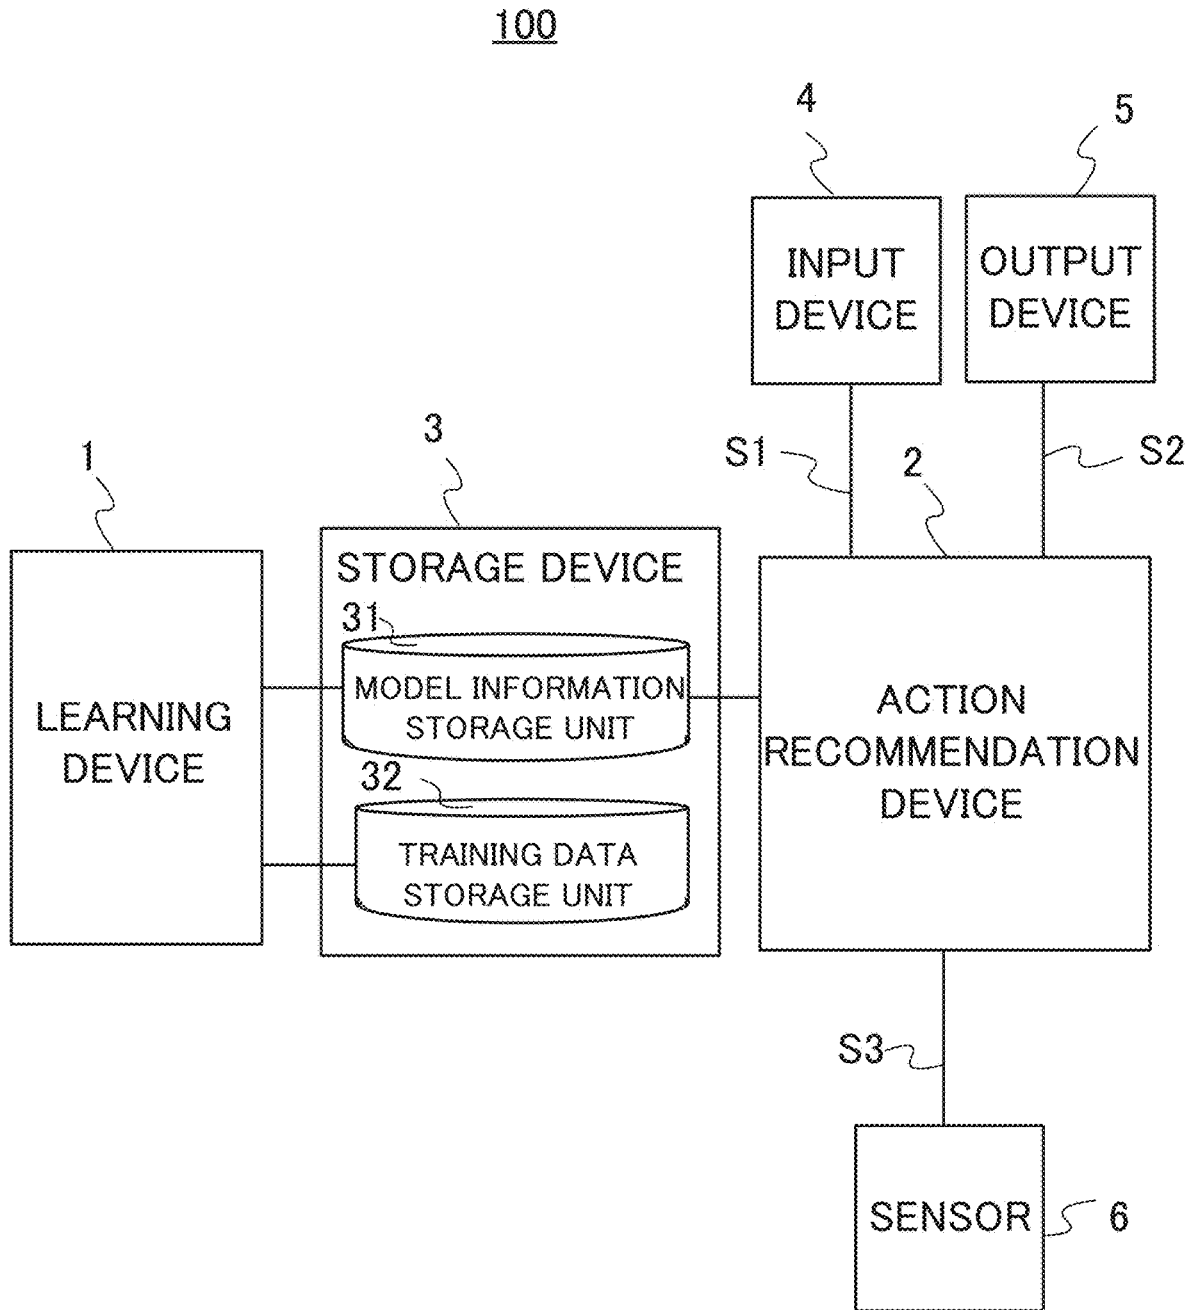 100
4
5
INPUT
DEVICE
OUTPUT
DEVICE
S1
S2
1
3
2
LEARNING
DEVICE
STORAGE DEVICE
31
MODEL INFORMATION
STORAGE UNIT
32
TRAINING DATA
STORAGE UNIT
ACTION
RECOMMENDATION
DEVICE
S3
SENSOR
6